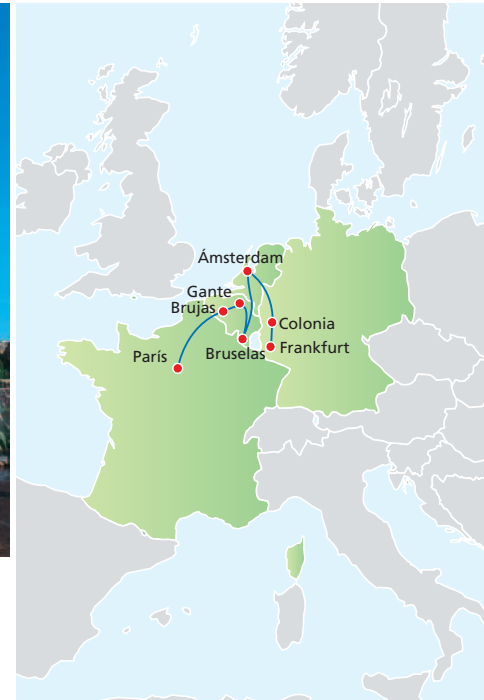 Ámsterdam
Gante
Brujas
Colonia
París
Bruselas
Frankfurt